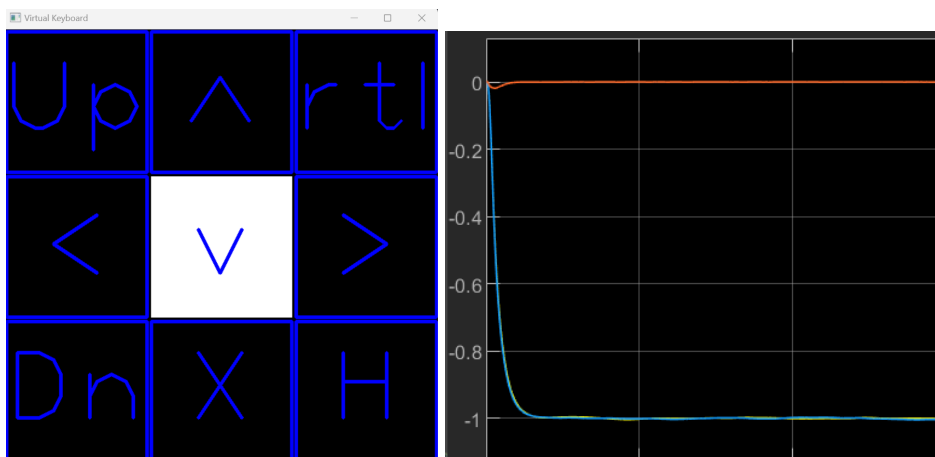 Virtual Keyboard
Up ^ rtl
< v >
Dn X H
0
-0.2
-0.4
-0.6
-0.8
-1